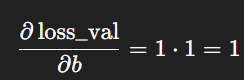 ∂ loss_val / ∂b = 1 · 1 = 1